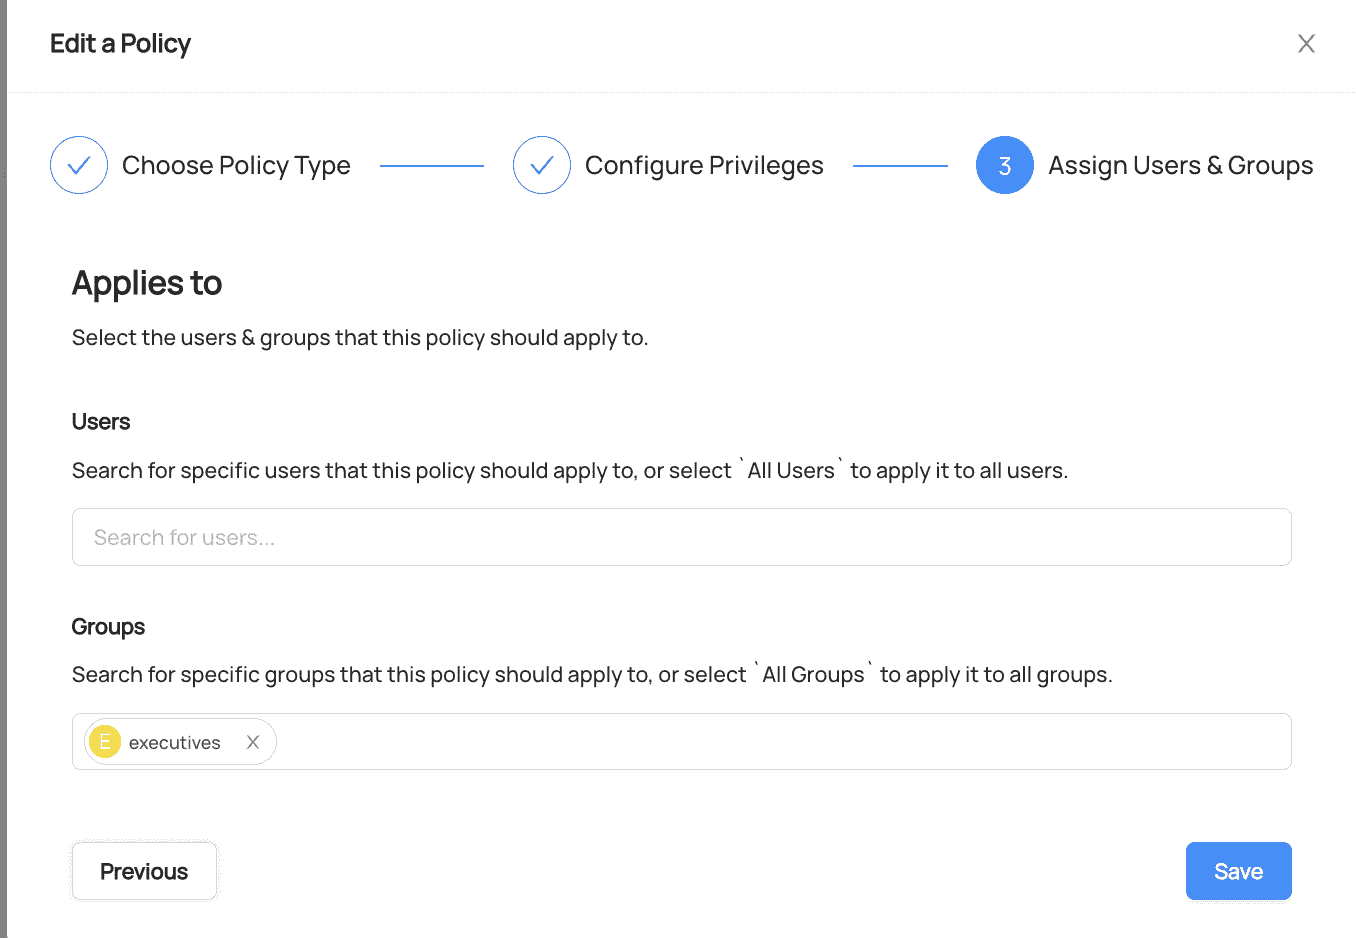 Edit a Policy
Choose Policy Type
Configure Privileges
3 Assign Users & Groups
Applies to
Select the users & groups that this policy should apply to.
Users
Search for specific users that this policy should apply to, or select `All Users` to apply it to all users.
Search for users...
Groups
Search for specific groups that this policy should apply to, or select `All Groups` to apply it to all groups.
E executives
Previous
Save